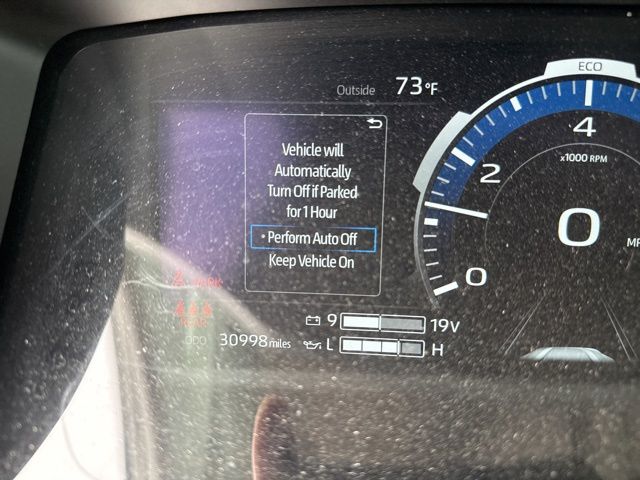 ECO
Outside 73°F
Vehicle will
Automatically
Turn Off if Parked
for 1 Hour
• Perform Auto Off
Keep Vehicle On
4
x1000 RPM
2
0
0
9 19V
L H
ODO 30998 miles